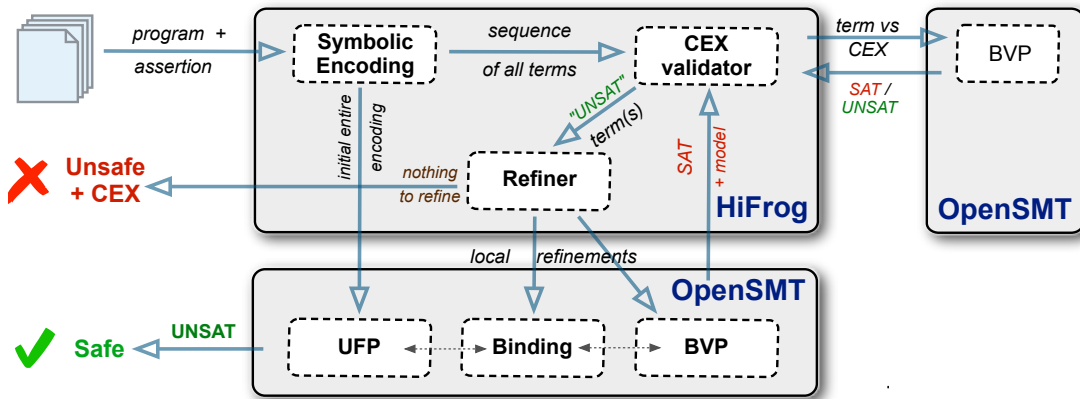 program +
assertion
Symbolic
Encoding
sequence
of all terms
CEX
validator
term vs
CEX
BVP
SAT /
UNSAT
"UNSAT"
term(s)
initial entire
encoding
SAT
+ model
Unsafe
+ CEX
nothing
to refine
Refiner
HiFrog
OpenSMT
local refinements
OpenSMT
Safe
UNSAT
UFP
Binding
BVP